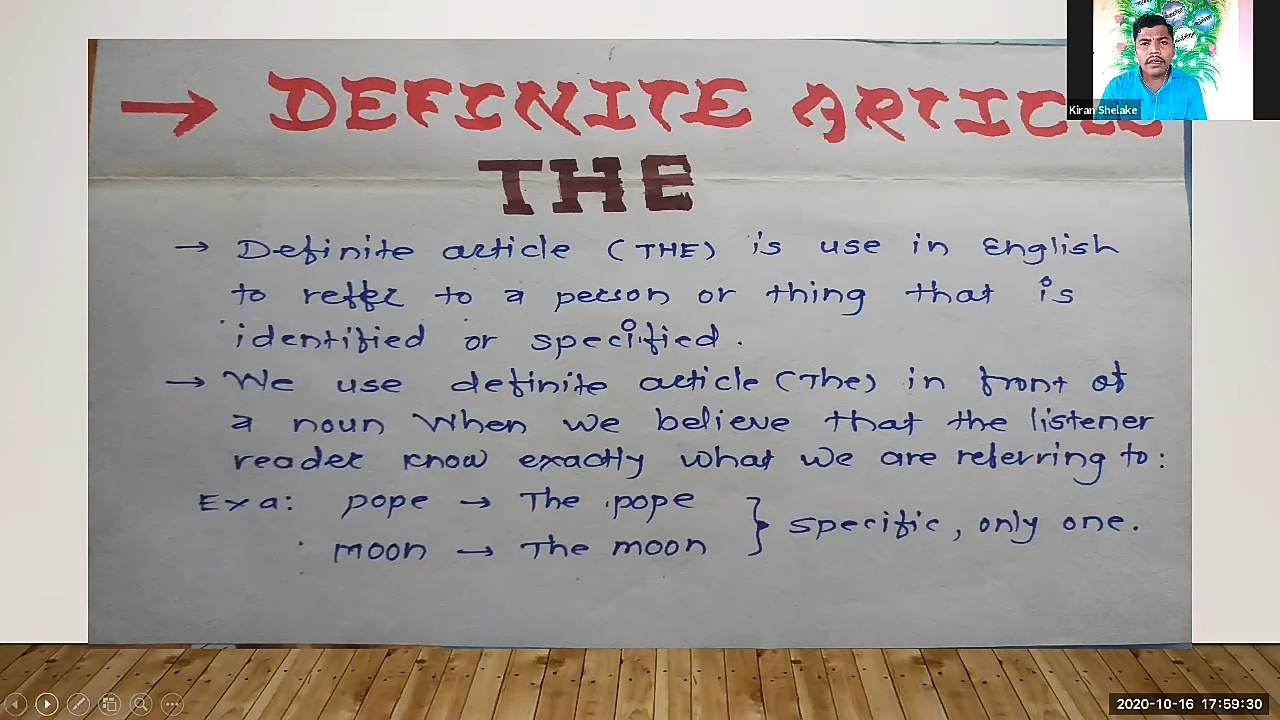 → DEFINITE ARTICLE
THE
→ Definite article (THE) is use in English
to refer to a person or thing that is
identified or specified.
→ We use definite article (The) in front of
a noun When we believe that the listener
reader know exactly what we are referring to:
Exa: pope → The pope
moon → The moon
} specific, only one.
Kiran Shelake
2020-10-16 17:59:30